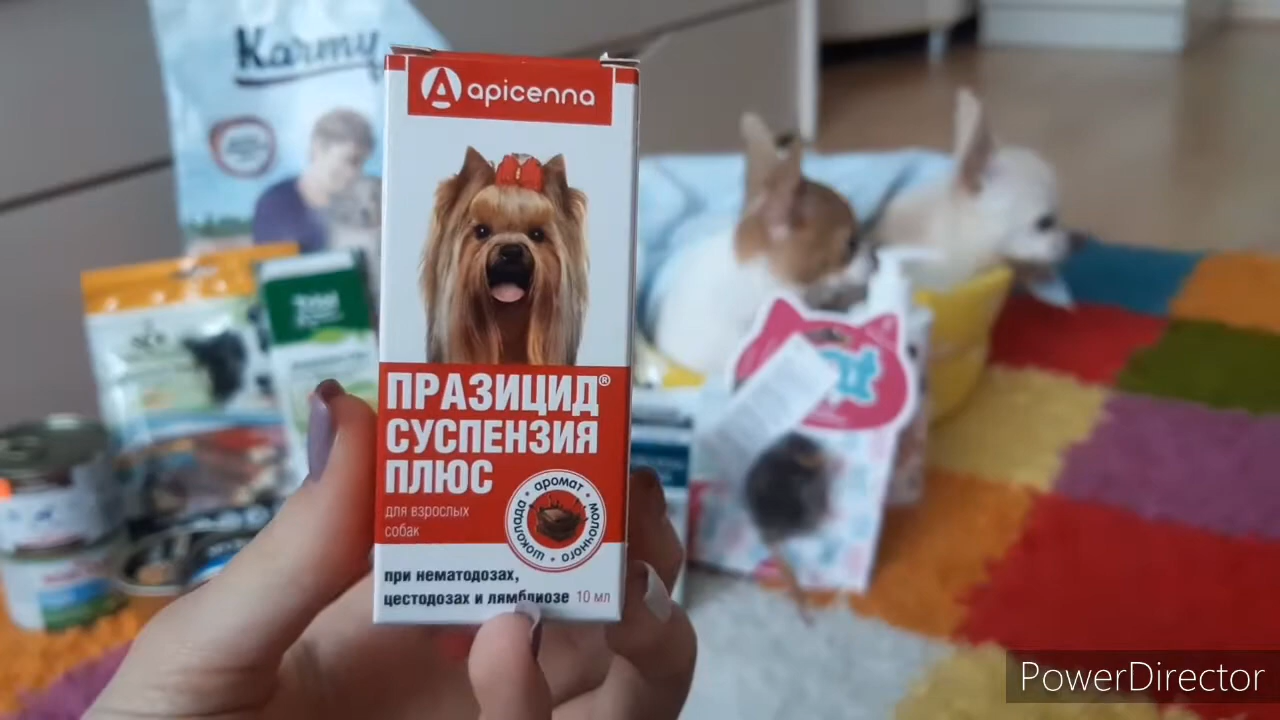 Karmy
apicenna
ПРАЗИЦИД®
СУСПЕНЗИЯ
ПЛЮС
для взрослых
собак
аромат молочного шоколада
при нематодозах,
цестодозах и лямблиозе 10 мл
PowerDirector